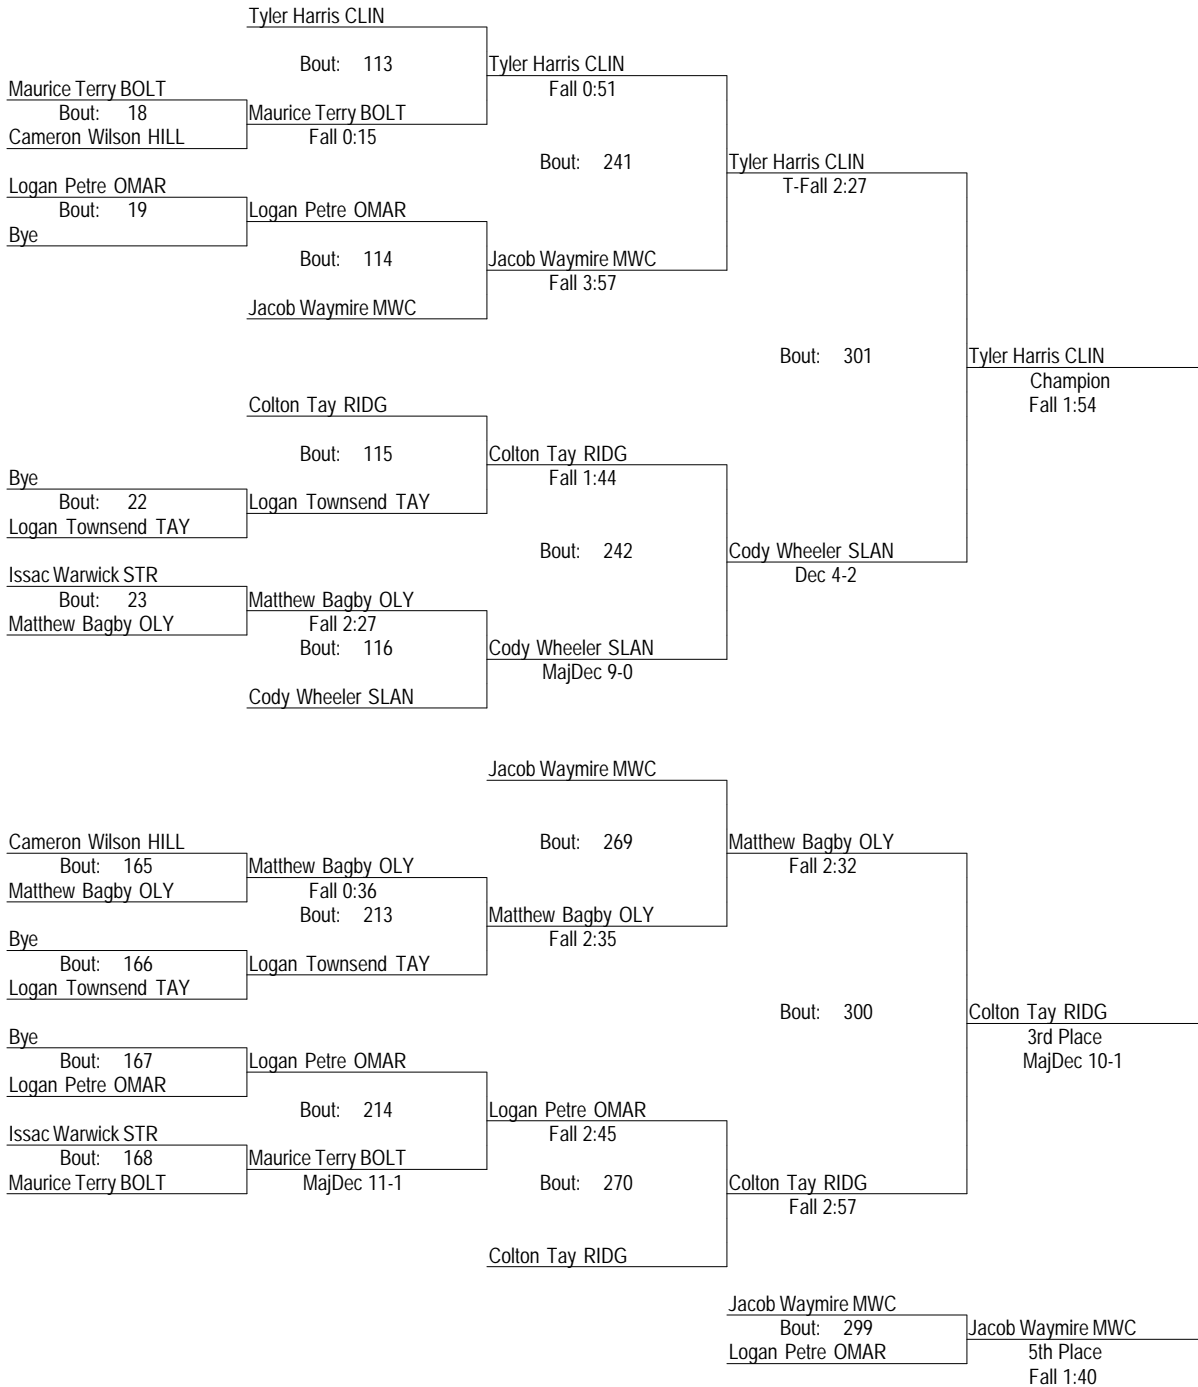 Tyler Harris CLIN
Bout: 113
Tyler Harris CLIN
Fall 0:51
Maurice Terry BOLT
Bout: 18
Maurice Terry BOLT
Cameron Wilson HILL
Fall 0:15
Bout: 241
Tyler Harris CLIN
T-Fall 2:27
Logan Petre OMAR
Bout: 19
Logan Petre OMAR
Bye
Bout: 114
Jacob Waymire MWC
Fall 3:57
Jacob Waymire MWC
Bout: 301
Tyler Harris CLIN
Champion
Fall 1:54
Colton Tay RIDG
Bout: 115
Colton Tay RIDG
Fall 1:44
Bye
Bout: 22
Logan Townsend TAY
Logan Townsend TAY
Bout: 242
Cody Wheeler SLAN
Dec 4-2
Issac Warwick STR
Bout: 23
Matthew Bagby OLY
Matthew Bagby OLY
Fall 2:27
Bout: 116
Cody Wheeler SLAN
MajDec 9-0
Cody Wheeler SLAN
Jacob Waymire MWC
Bout: 269
Matthew Bagby OLY
Fall 2:32
Cameron Wilson HILL
Bout: 165
Matthew Bagby OLY
Matthew Bagby OLY
Fall 0:36
Bout: 213
Matthew Bagby OLY
Fall 2:35
Bye
Bout: 166
Logan Townsend TAY
Logan Townsend TAY
Bout: 300
Colton Tay RIDG
3rd Place
MajDec 10-1
Bye
Bout: 167
Logan Petre OMAR
Logan Petre OMAR
Bout: 214
Logan Petre OMAR
Fall 2:45
Issac Warwick STR
Bout: 168
Maurice Terry BOLT
Maurice Terry BOLT
MajDec 11-1
Bout: 270
Colton Tay RIDG
Fall 2:57
Colton Tay RIDG
Jacob Waymire MWC
Bout: 299
Jacob Waymire MWC
Logan Petre OMAR
5th Place
Fall 1:40